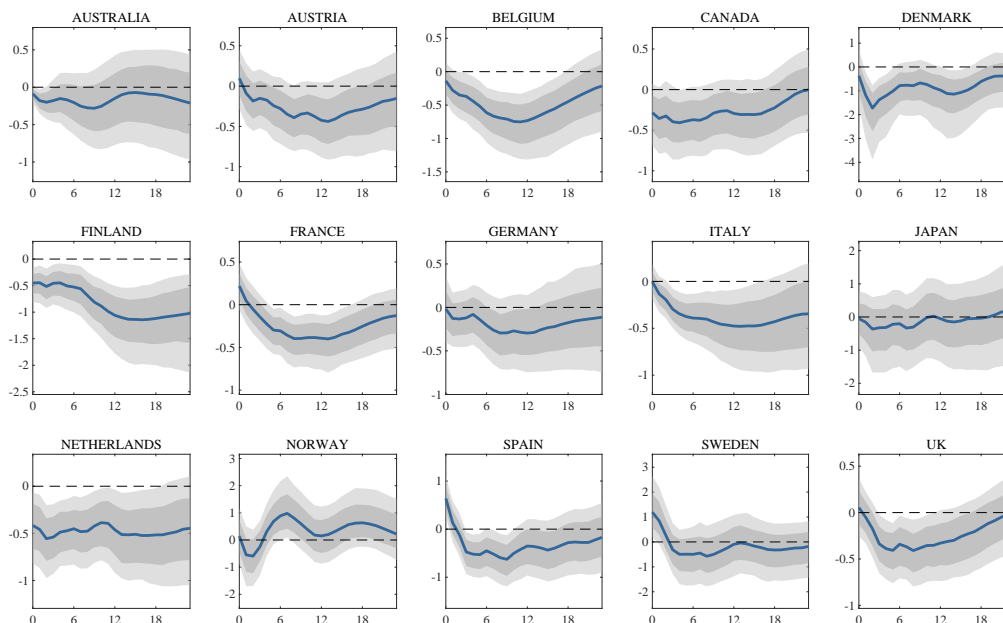 AUSTRALIA AUSTRIA BELGIUM CANADA DENMARK
0.5 0.5 0.5 0.5 1
0 0 0 0 0
-0.5 -0.5 -0.5 -0.5 -1
-1 -1 -1 -1 -2
-1.5 -4
0 6 12 18 0 6 12 18 0 6 12 18 0 6 12 18 0 6 12 18
FINLAND FRANCE GERMANY ITALY JAPAN
0 0.5 0.5 0.5 2
-0.5 0 0 0 1
-1 -0.5 -0.5 -0.5 0
-1.5 -1 -1 -1 -1
-2 -2
-2.5
0 6 12 18 0 6 12 18 0 6 12 18 0 6 12 18 0 6 12 18
NETHERLANDS NORWAY SPAIN SWEDEN UK
0 3 1 3 0.5
-0.5 2 0 2 0
-1 1 -1 1 -0.5
0 0 -1
-1
-2 -2
0 6 12 18 0 6 12 18 0 6 12 18 0 6 12 18 0 6 12 18